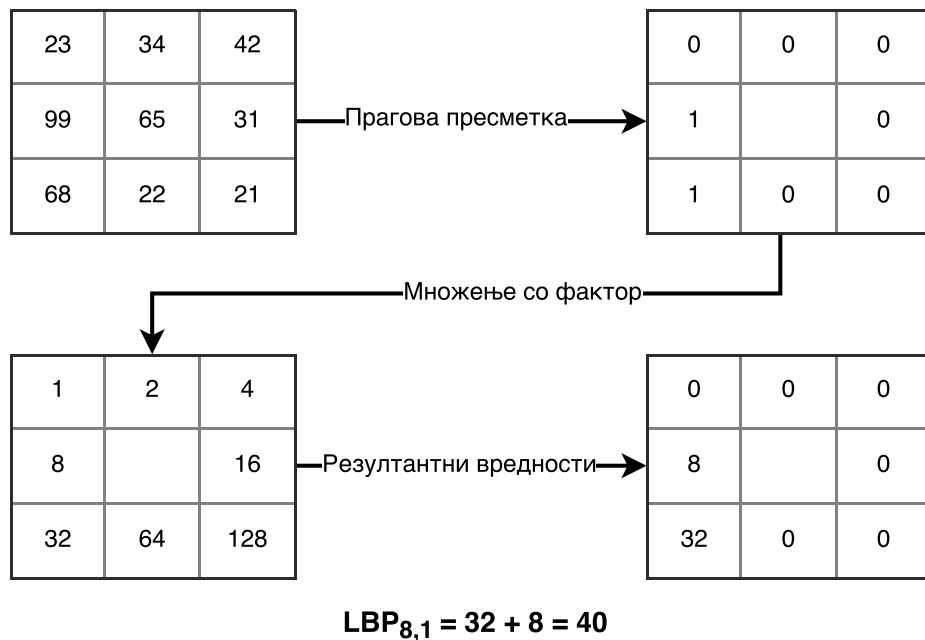 23 34 42 0 0 0
99 65 31 Прагова пресметка 1 0
68 22 21 1 0 0
Множење со фактор
1 2 4 0 0 0
8 16 Резултантни вредности 8 0
32 64 128 32 0 0
LBP8,1 = 32 + 8 = 40